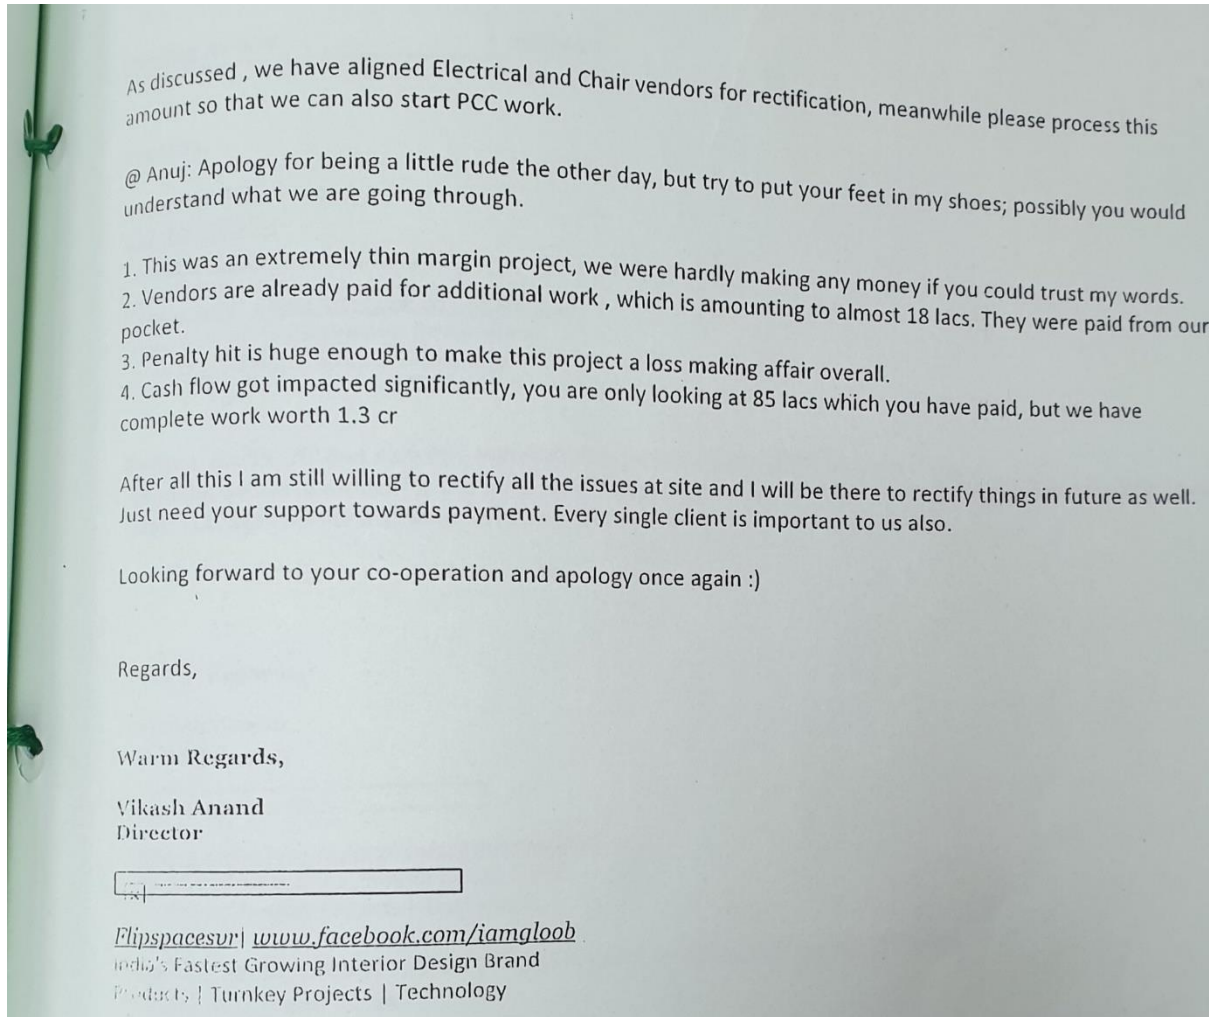 As discussed , we have aligned Electrical and Chair vendors for rectification, meanwhile please process this
amount so that we can also start PCC work.
@ Anuj: Apology for being a little rude the other day, but try to put your feet in my shoes; possibly you would
understand what we are going through.
1. This was an extremely thin margin project, we were hardly making any money if you could trust my words.
2. Vendors are already paid for additional work , which is amounting to almost 18 lacs. They were paid from our
pocket.
3. Penalty hit is huge enough to make this project a loss making affair overall.
4. Cash flow got impacted significantly, you are only looking at 85 lacs which you have paid, but we have
complete work worth 1.3 cr
After all this I am still willing to rectify all the issues at site and I will be there to rectify things in future as well.
Just need your support towards payment. Every single client is important to us also.
Looking forward to your co-operation and apology once again :)
Regards,
Warm Regards,
Vikash Anand
Director
Flipspacesvr| www.facebook.com/iamgloob
India's Fastest Growing Interior Design Brand
Products | Turnkey Projects | Technology